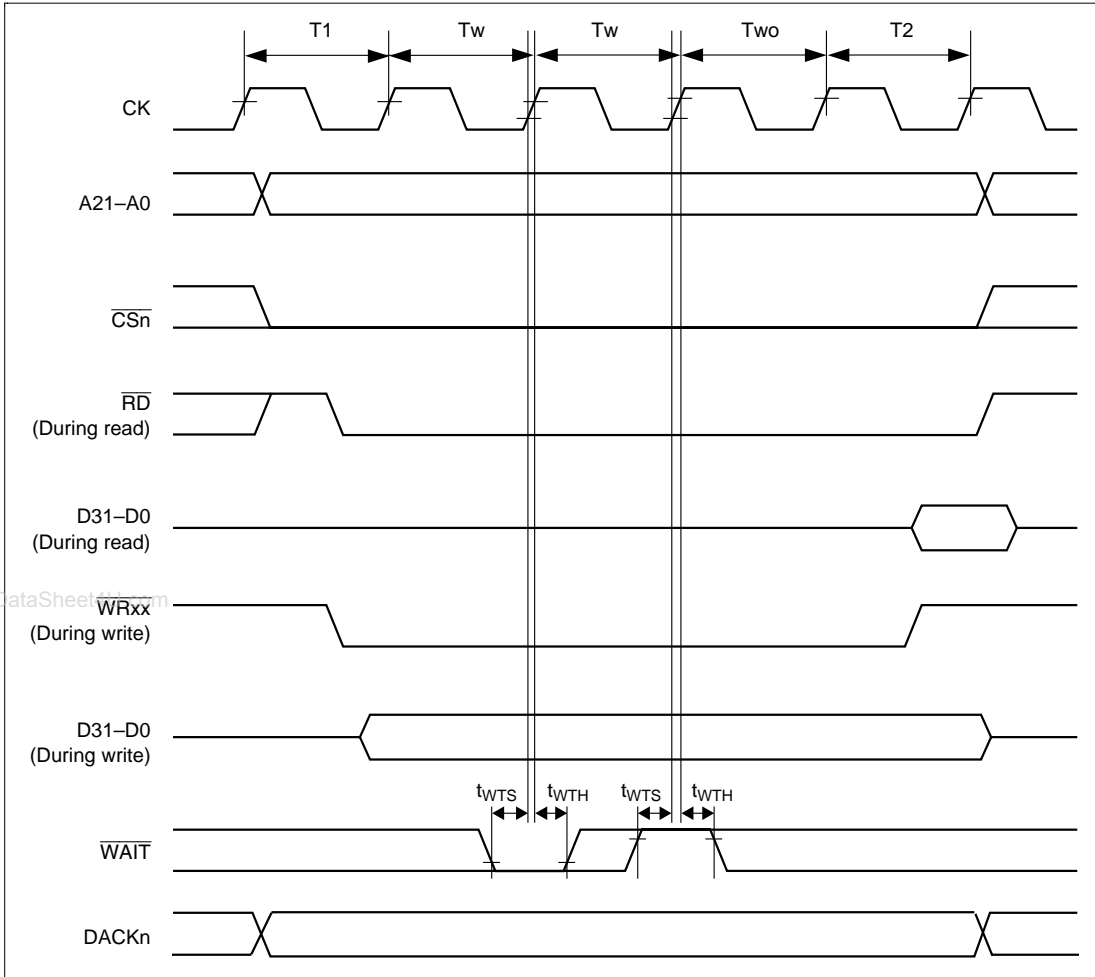 T1 Tw Tw Two T2
CK
A21–A0
CSn
RD
(During read)
D31–D0
(During read)
WRxx
(During write)
D31–D0
(During write)
tWTS tWTH tWTS tWTH
WAIT
DACKn